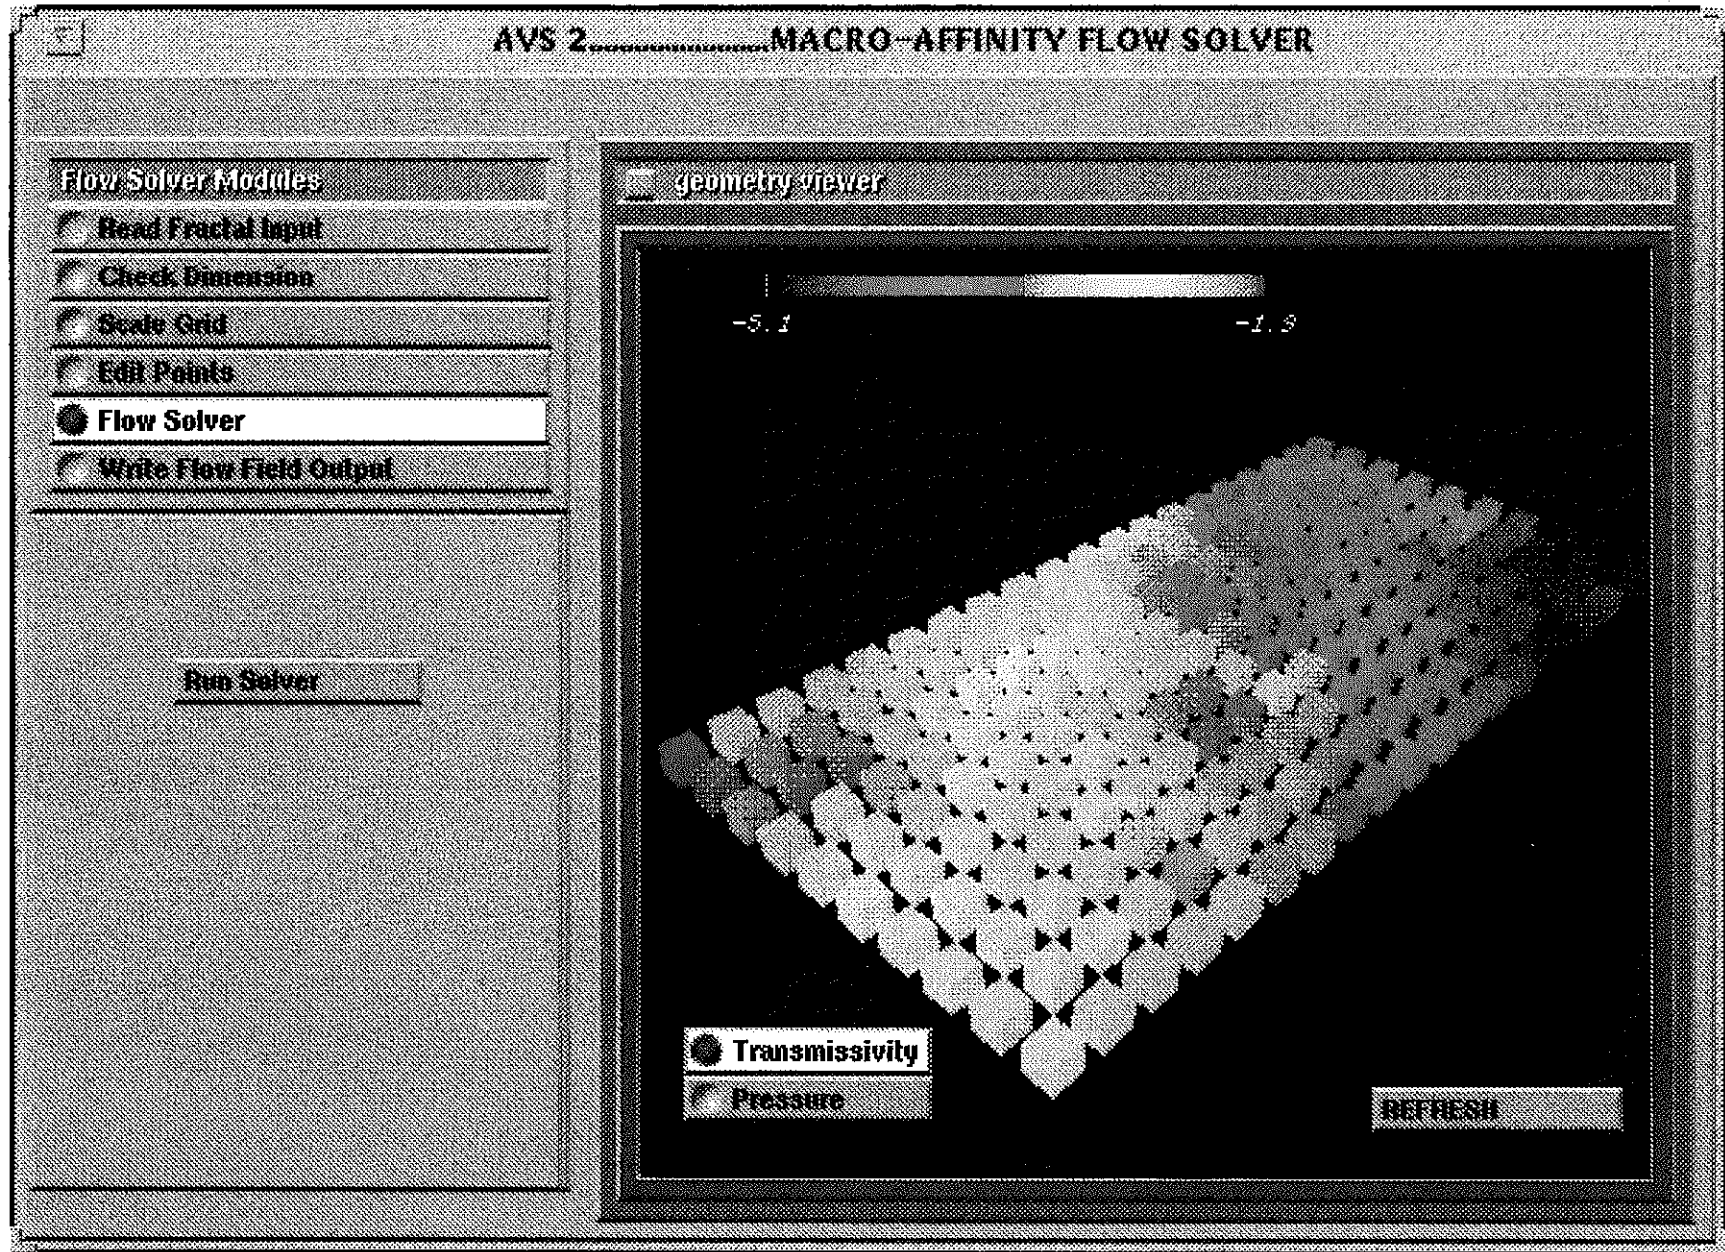 AVS 2...............MACRO-AFFINITY FLOW SOLVER
Flow Solver Modules
Read Fractal Input
Check Dimension
Scale Grid
Edit Points
Flow Solver
Write Flow Field Output
Run Solver
geometry viewer
-5.1
-1.9
Transmissivity
Pressure
REFRESH